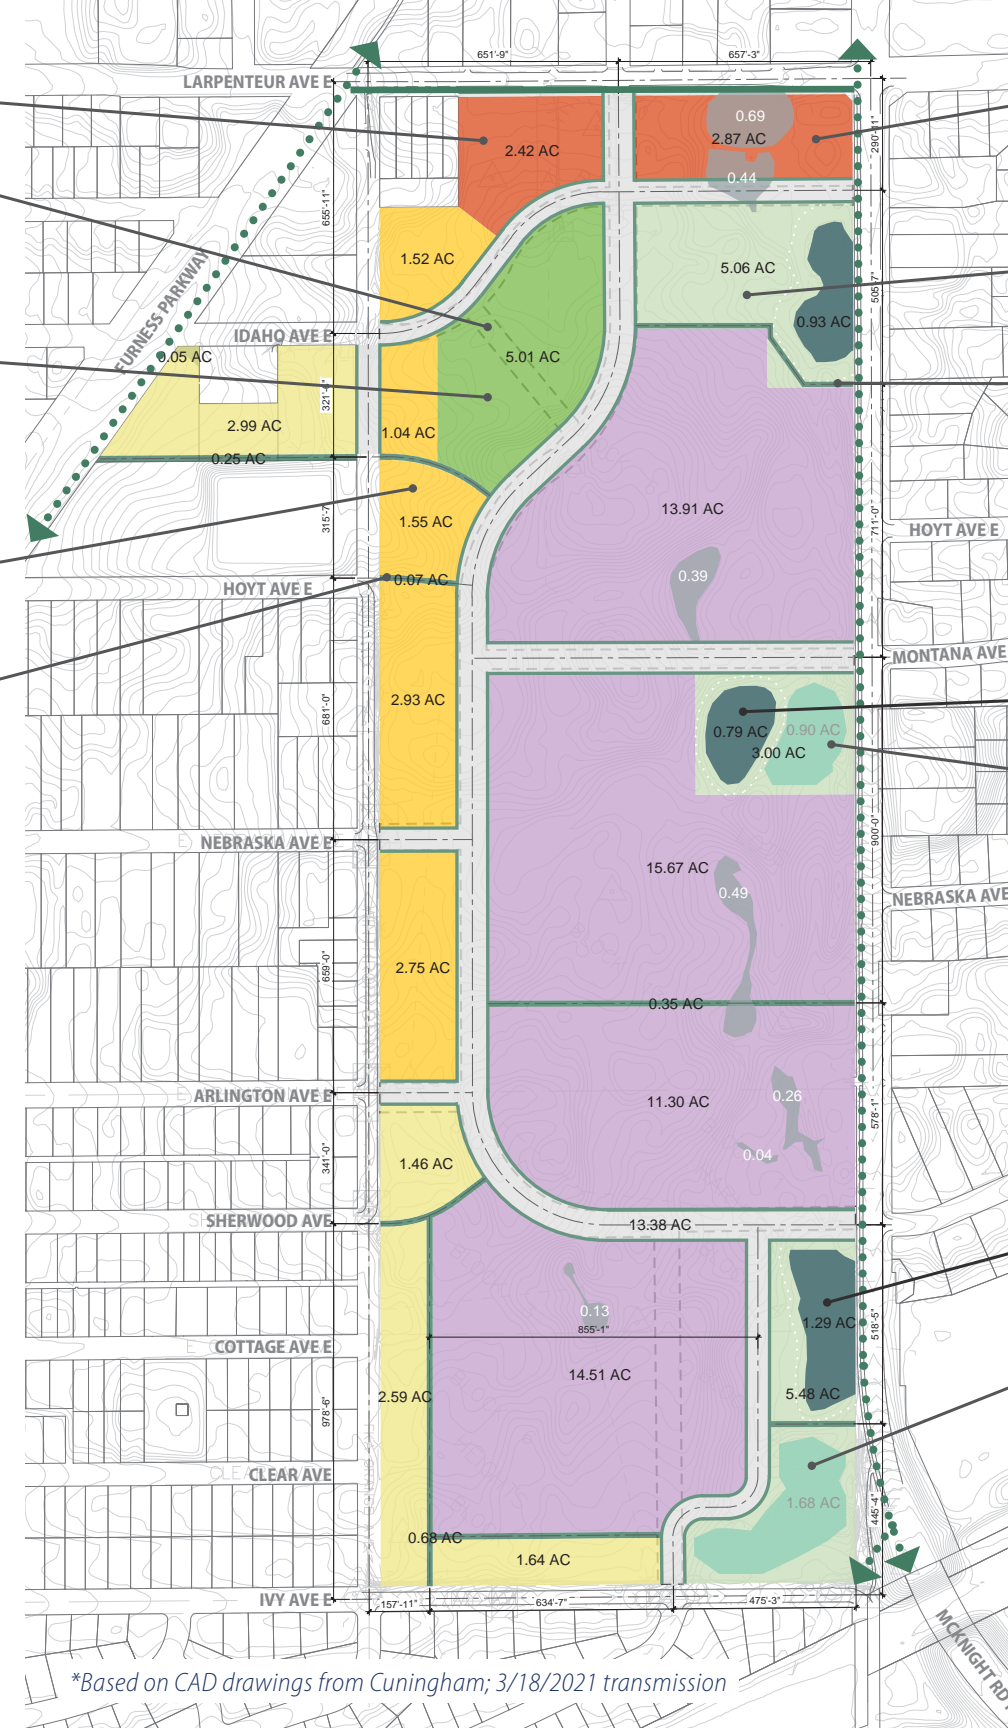 651'-9"
657'-3"
LARPENTEUR AVE E
0.69
2.87 AC
2.42 AC
290'-11"
0.44
655'-11"
1.52 AC
5.06 AC
505'-7"
FURNESS PARKWAY
0.93 AC
IDAHO AVE E
0.05 AC
5.01 AC
321'-8"
2.99 AC
1.04 AC
0.25 AC
13.91 AC
315'-7"
1.55 AC
711'-0"
HOYT AVE E
0.39
0.07 AC
HOYT AVE E
MONTANA AVE
2.93 AC
681'-0"
0.79 AC
0.90 AC
3.00 AC
900'-0"
NEBRASKA AVE E
15.67 AC
0.49
NEBRASKA AVE
2.75 AC
659'-0"
0.35 AC
ARLINGTON AVE E
11.30 AC
0.26
578'-1"
1.46 AC
341'-0"
0.04
SHERWOOD AVE
13.38 AC
0.13
1.29 AC
518'-5"
855'-1"
COTTAGE AVE E
14.51 AC
2.59 AC
5.48 AC
978'-6"
CLEAR AVE
1.68 AC
445'-4"
0.68 AC
1.64 AC
IVY AVE E
157'-11"
634'-7"
475'-3"
MCKNIGHT RD
*Based on CAD drawings from Cuningham; 3/18/2021 transmission